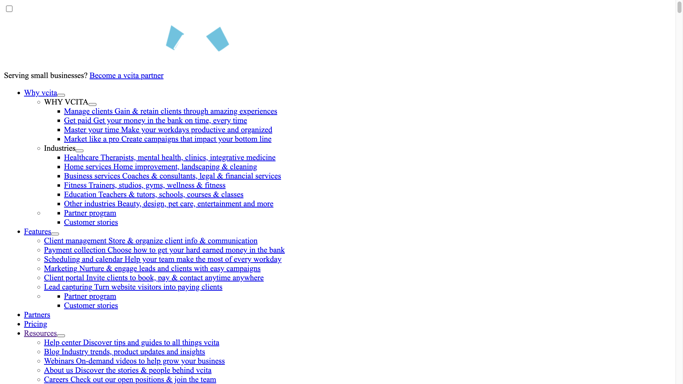 Serving small businesses? Become a vcita partner
Why vcita
WHY VCITA
Manage clients Gain & retain clients through amazing experiences
Get paid Get your money in the bank on time, every time
Master your time Make your workdays productive and organized
Market like a pro Create campaigns that impact your bottom line
Industries
Healthcare Therapists, mental health, clinics, integrative medicine
Home services Home improvement, landscaping & cleaning
Business services Coaches & consultants, legal & financial services
Fitness Trainers, studios, gyms, wellness & fitness
Education Teachers & tutors, schools, courses & classes
Other industries Beauty, design, pet care, entertainment and more
Partner program
Customer stories
Features
Client management Store & organize client info & communication
Payment collection Choose how to get your hard earned money in the bank
Scheduling and calendar Help your team make the most of every workday
Marketing Nurture & engage leads and clients with easy campaigns
Client portal Invite clients to book, pay & contact anytime anywhere
Lead capturing Turn website visitors into paying clients
Partner program
Customer stories
Partners
Pricing
Resources
Help center Discover tips and guides to all things vcita
Blog Industry trends, product updates and insights
Webinars On-demand videos to help grow your business
About us Discover the stories & people behind vcita
Careers Check out our open positions & join the team